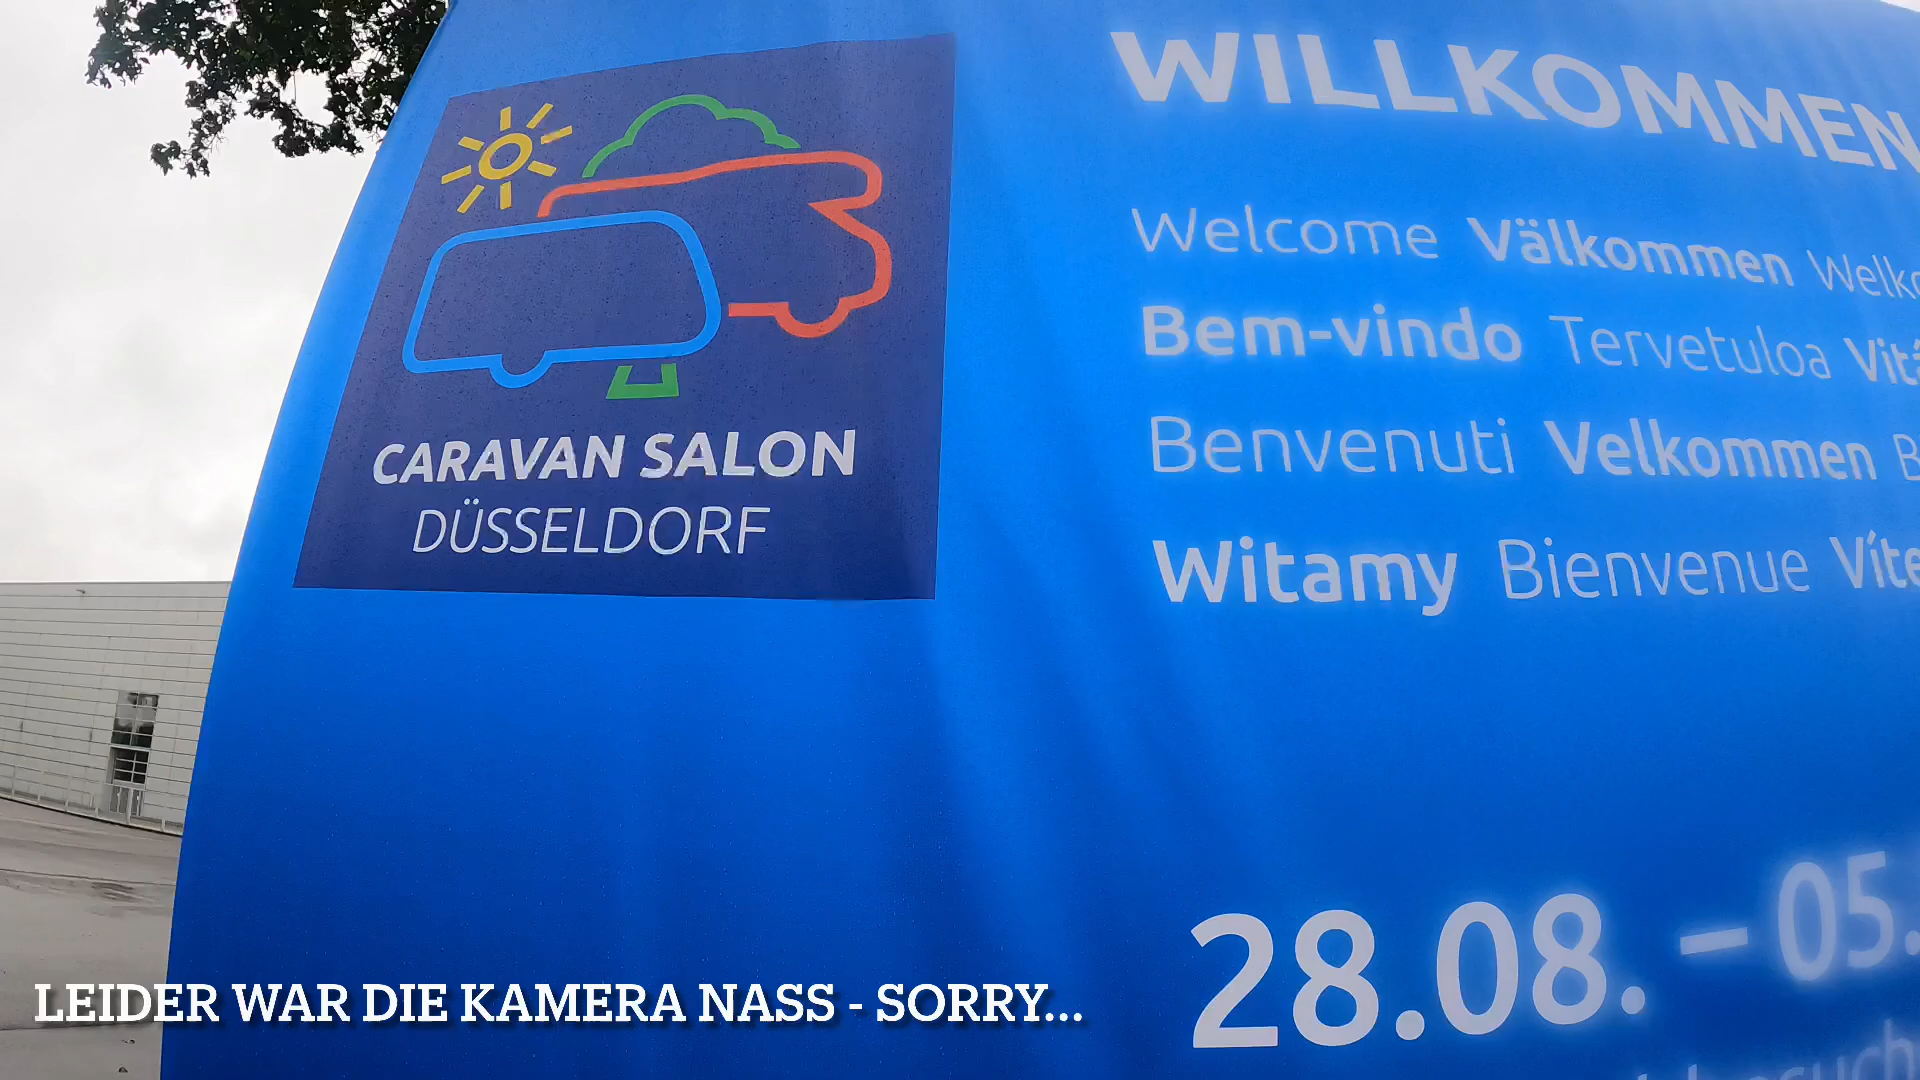 CARAVAN SALON
DÜSSELDORF
WILLKOMMEN
Welcome Välkommen
Bem-vindo Tervetuloa
Benvenuti Velkommen
Witamy Bienvenue
28.08. – 05.
LEIDER WAR DIE KAMERA NASS - SORRY...